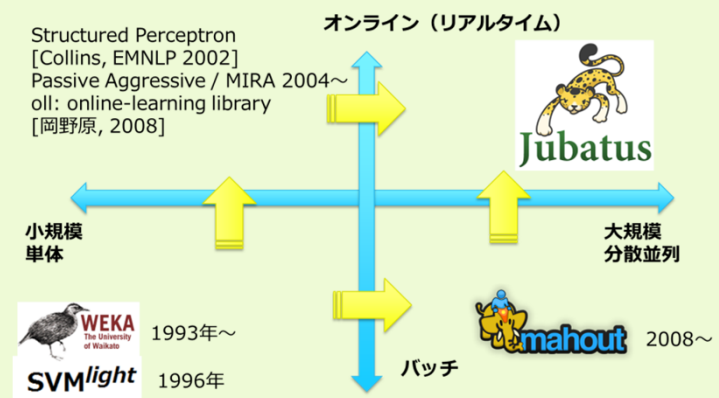 オンライン（リアルタイム）
Structured Perceptron
[Collins, EMNLP 2002]
Passive Aggressive / MIRA 2004～
oll: online-learning library
[岡野原, 2008]
Jubatus
小規模
単体
大規模
分散並列
WEKA
The University
of Waikato
1993年～
SVMlight
1996年
mahout
2008～
バッチ